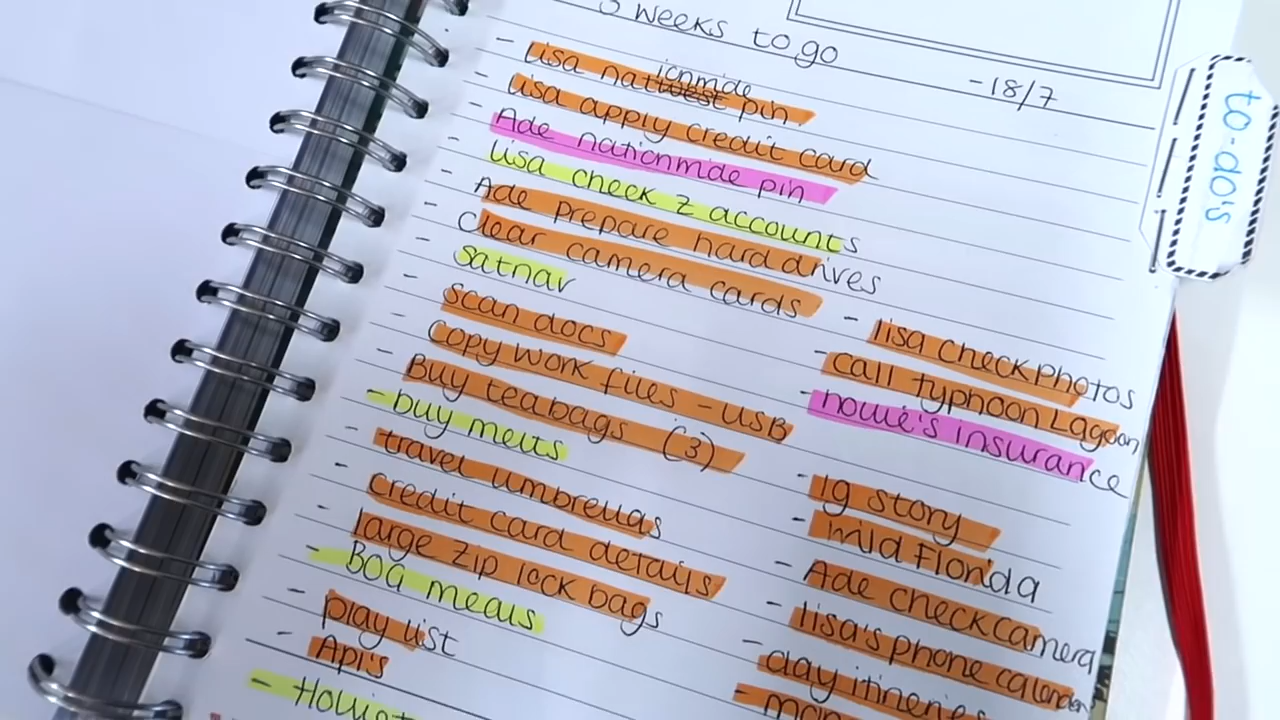 weeks to go
- 18/7
to-do's
- Lisa nationwide pin.
- Lisa apply credit card
- Ade nationwide pin
- Lisa check z accounts
- Ade prepare hard drives
- Clear camera cards
- satnav
- scan docs
- Copy work files - USB
- Buy teabags (3)
- buy melts
- travel umbrellas
- credit card details
- large zip lock bags
- BOG meals
- play list
- Api's
- lisa check photos
- call typhoon Lagoon
- howie's insurance
- ig story
- mid Florida
- Ade check camera
- lisa's phone calendar
- day itineries